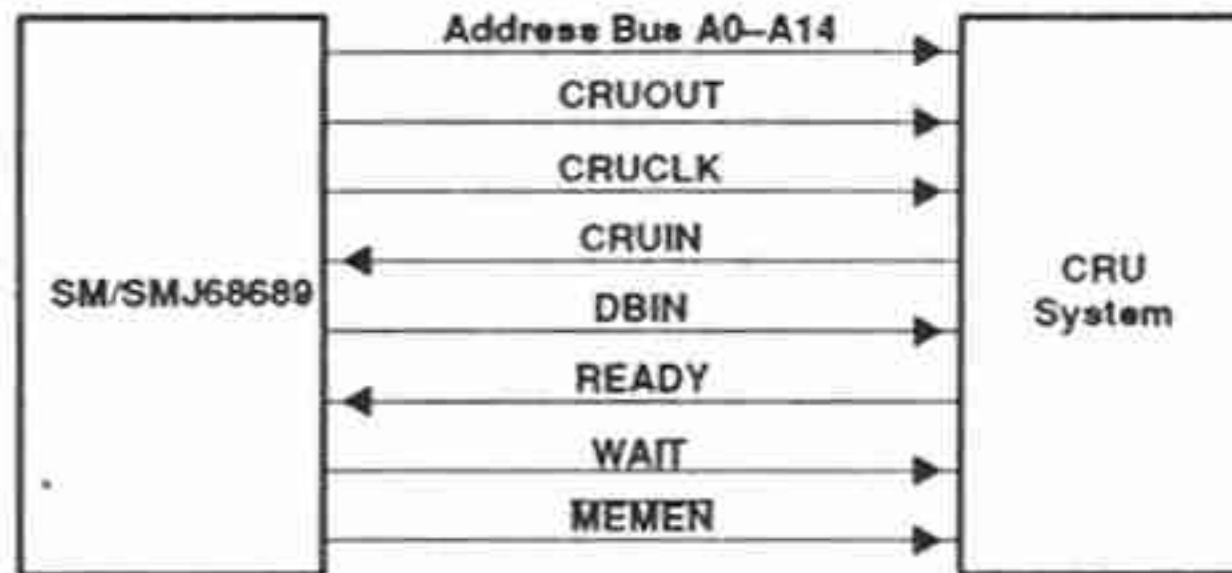 Address Bus A0–A14
CRUOUT
CRUCLK
CRUIN
SM/SMJ68689
DBIN
CRU
System
READY
WAIT
MEMEN